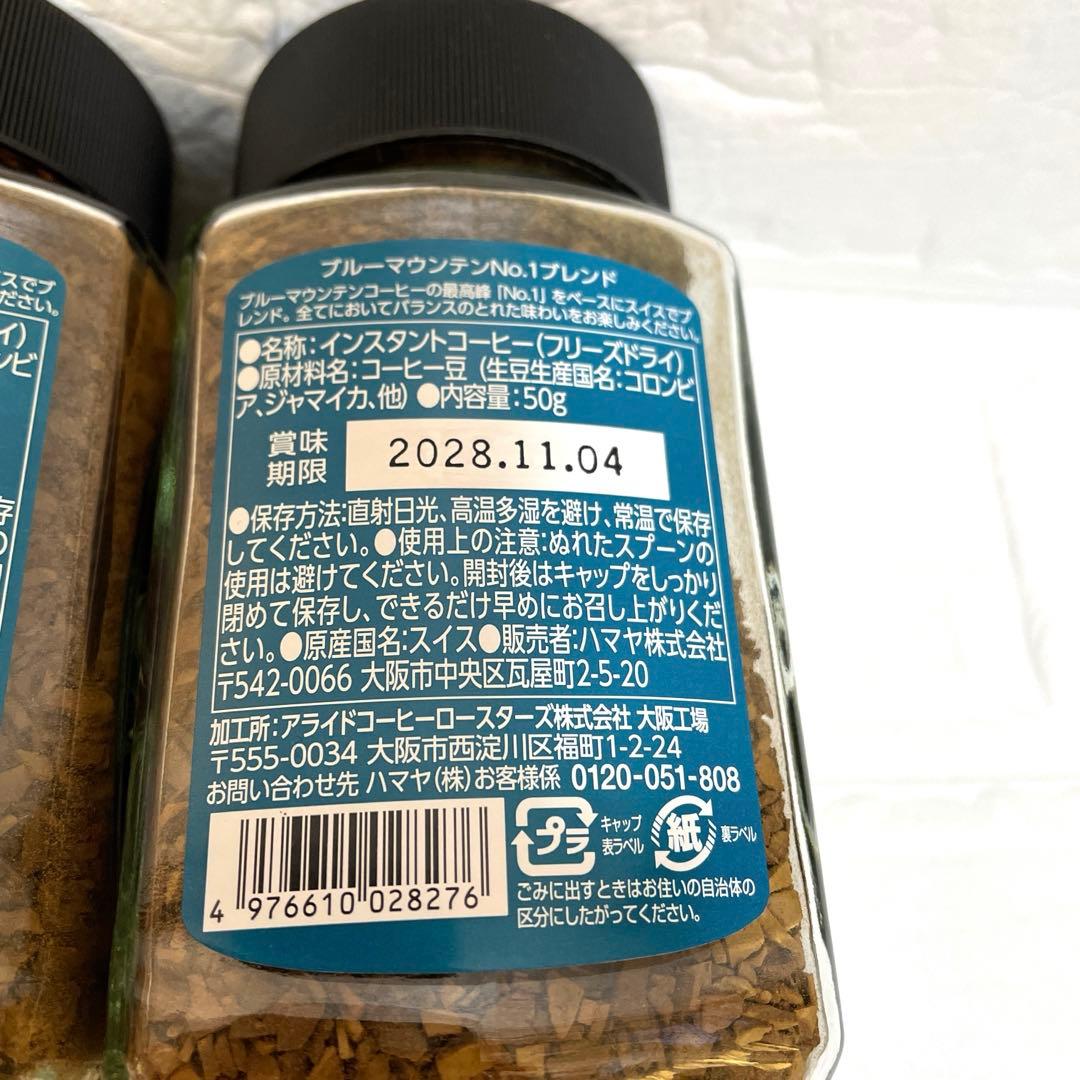 ブルーマウンテンNo.1ブレンド
ブルーマウンテンコーヒーの最高峰「No.1」をベースにスイスでブ
レンド。全てにおいてバランスのとれた味わいをお楽しみください。
●名称:インスタントコーヒー(フリーズドライ)
●原材料名:コーヒー豆(生豆生産国名:コロンビ
ア、ジャマイカ、他) ●内容量:50g
賞味
期限
2028.11.04
●保存方法:直射日光、高温多湿を避け、常温で保存
してください。●使用上の注意:ぬれたスプーンの
使用は避けてください。開封後はキャップをしっかり
閉めて保存し、できるだけ早めにお召し上がりくだ
さい。●原産国名:スイス●販売者:ハマヤ株式会社
〒542-0066 大阪市中央区瓦屋町2-5-20
加工所:アライドコーヒーロースターズ株式会社 大阪工場
〒555-0034 大阪市西淀川区福町1-2-24
お問い合わせ先 ハマヤ(株)お客様係 0120-051-808
4 976610 028276
プラ
キャップ
表ラベル
紙
裏ラベル
ごみに出すときはお住いの自治体の
区分にしたがってください。